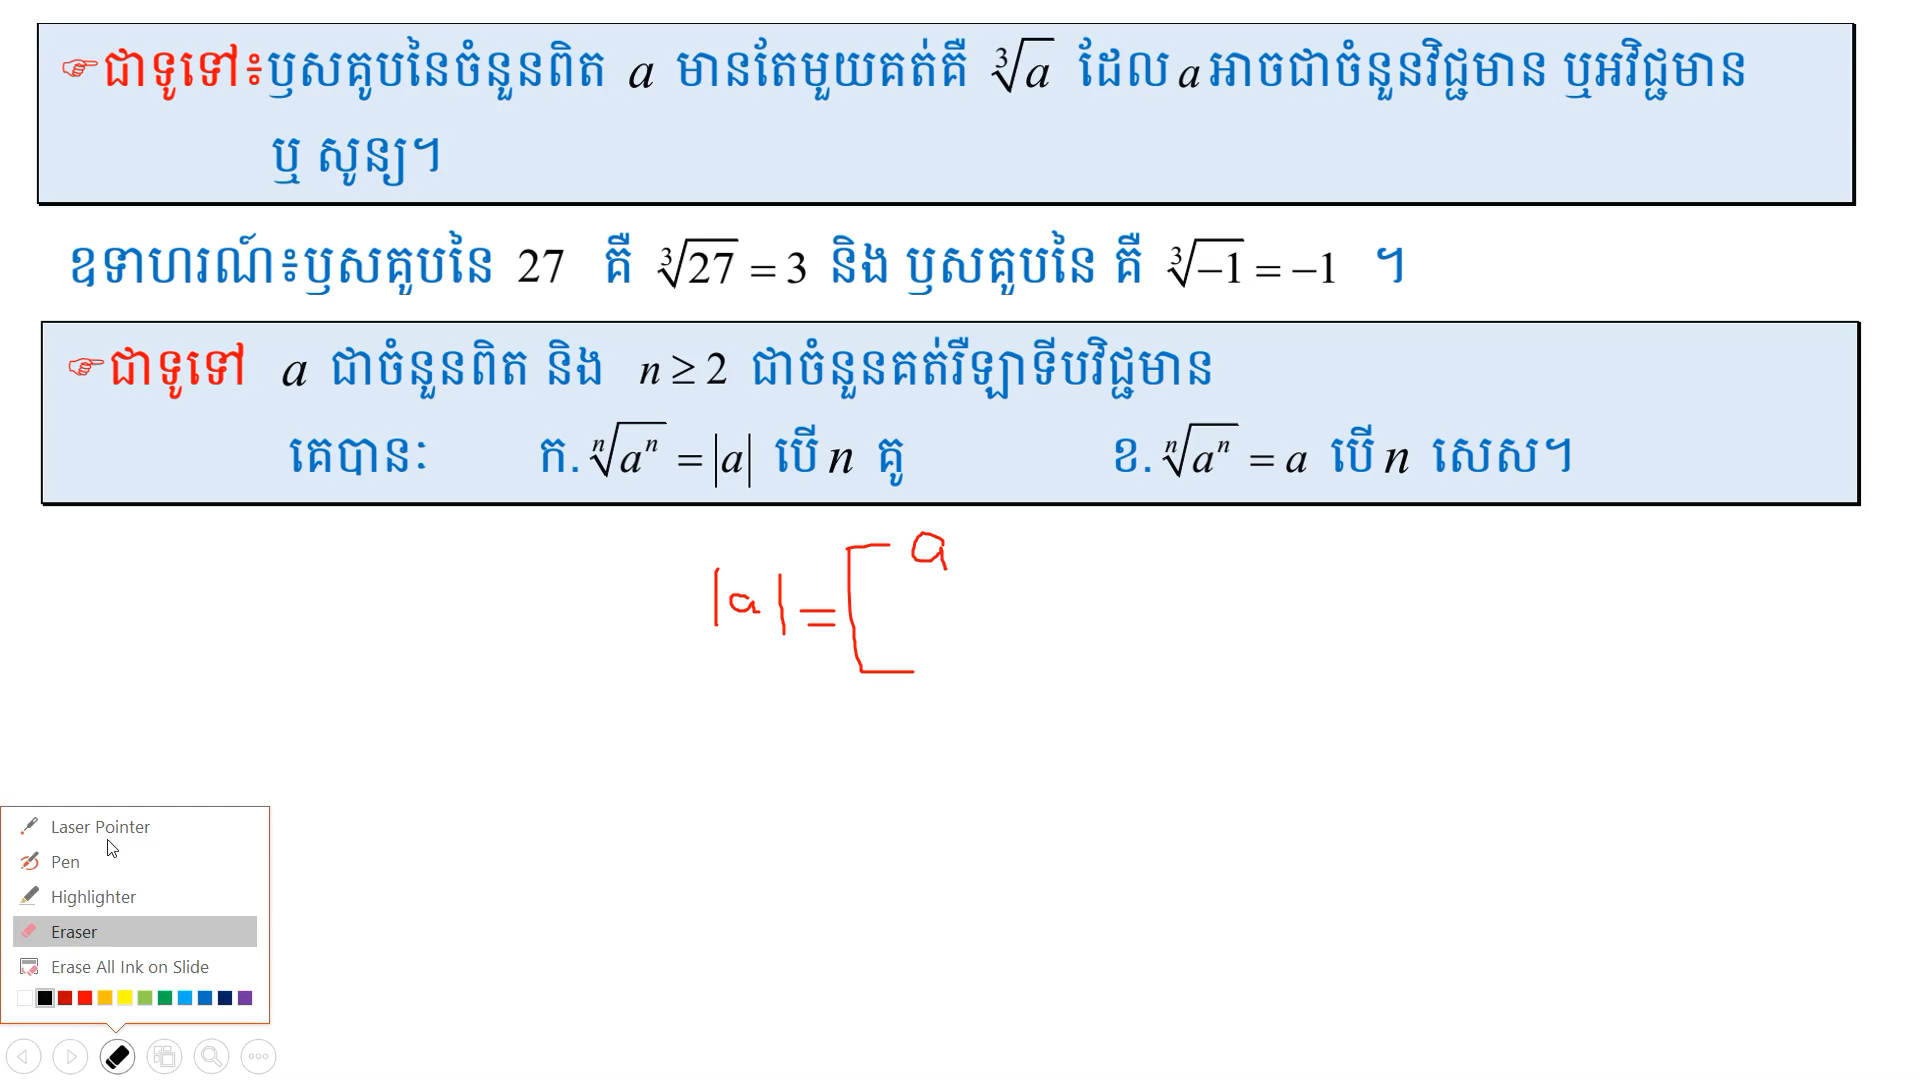 ☞ជាទូទៅ៖ឫសគូបនៃចំនួនពិត a មានតែមួយគត់គឺ ∛a ដែល a អាចជាចំនួនវិជ្ជមាន ឬអវិជ្ជមាន
ឬ សូន្យ។
ឧទាហរណ៍៖ឫសគូបនៃ 27 គឺ ∛27 = 3 និង ឫសគូបនៃ គឺ ∛−1 = −1 ។
☞ជាទូទៅ a ជាចំនួនពិត និង n ≥ 2 ជាចំនួនគត់រឺឡាទីបវិជ្ជមាន
គេបានៈ ក. ⁿ√aⁿ = |a| បើ n គូ ខ. ⁿ√aⁿ = a បើ n សេស។
|a| = [ a
Laser Pointer
Pen
Highlighter
Eraser
Erase All Ink on Slide